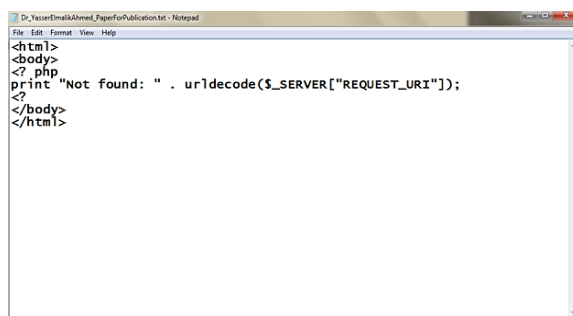 Dr_YasserElmalikAhmed_PaperForPublication.txt - Notepad
File Edit Format View Help
<html>
<body>
<? php
print "Not found: " . urldecode($_SERVER["REQUEST_URI"]);
<?
</body>
</html>